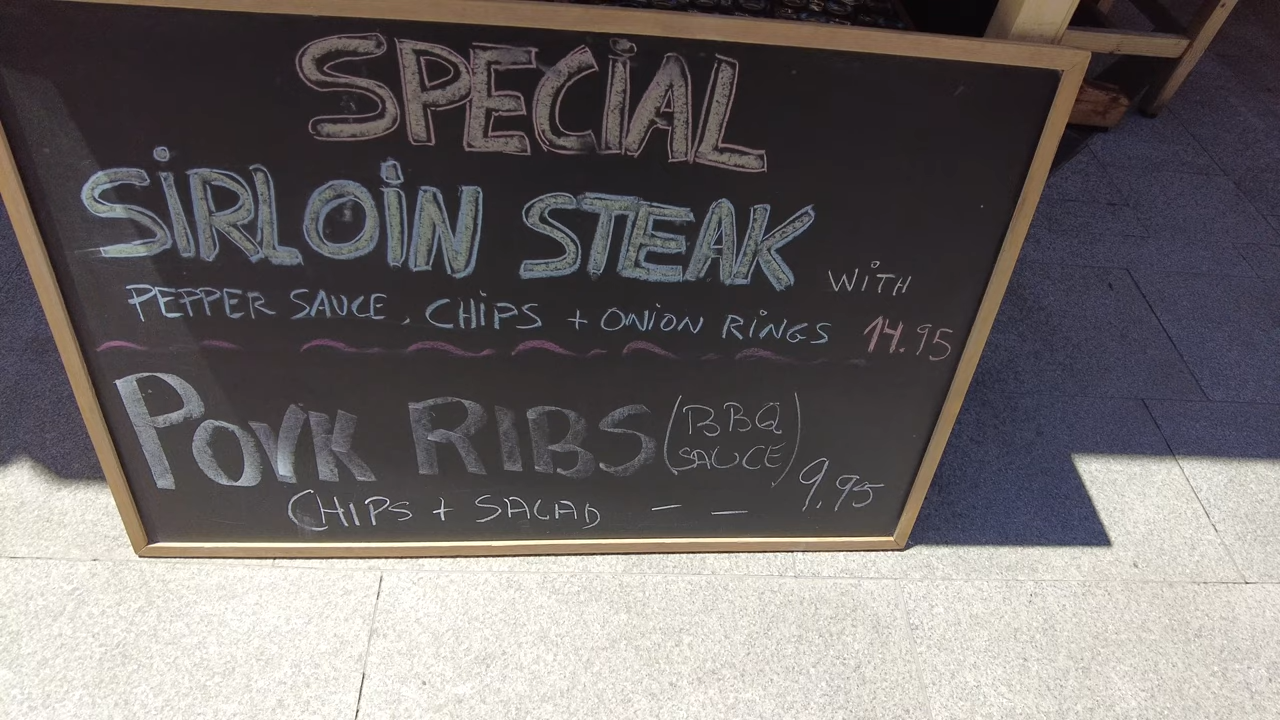 SPECIAL
SIRLOIN STEAK WITH
PEPPER SAUCE, CHIPS + ONION RINGS 14.95
PORK RIBS (BBQ SAUCE) 9.95
CHIPS + SALAD - -